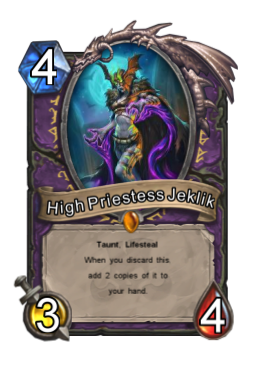 4
High Priestess Jeklik
Taunt, Lifesteal
When you discard this,
add 2 copies of it to
your hand.
3
4